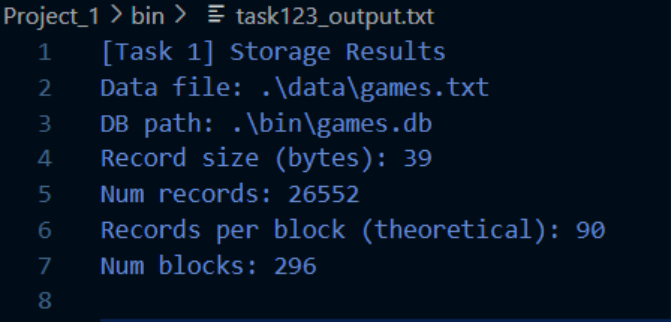 Project_1 > bin > task123_output.txt
1 [Task 1] Storage Results
2 Data file: .\data\games.txt
3 DB path: .\bin\games.db
4 Record size (bytes): 39
5 Num records: 26552
6 Records per block (theoretical): 90
7 Num blocks: 296
8